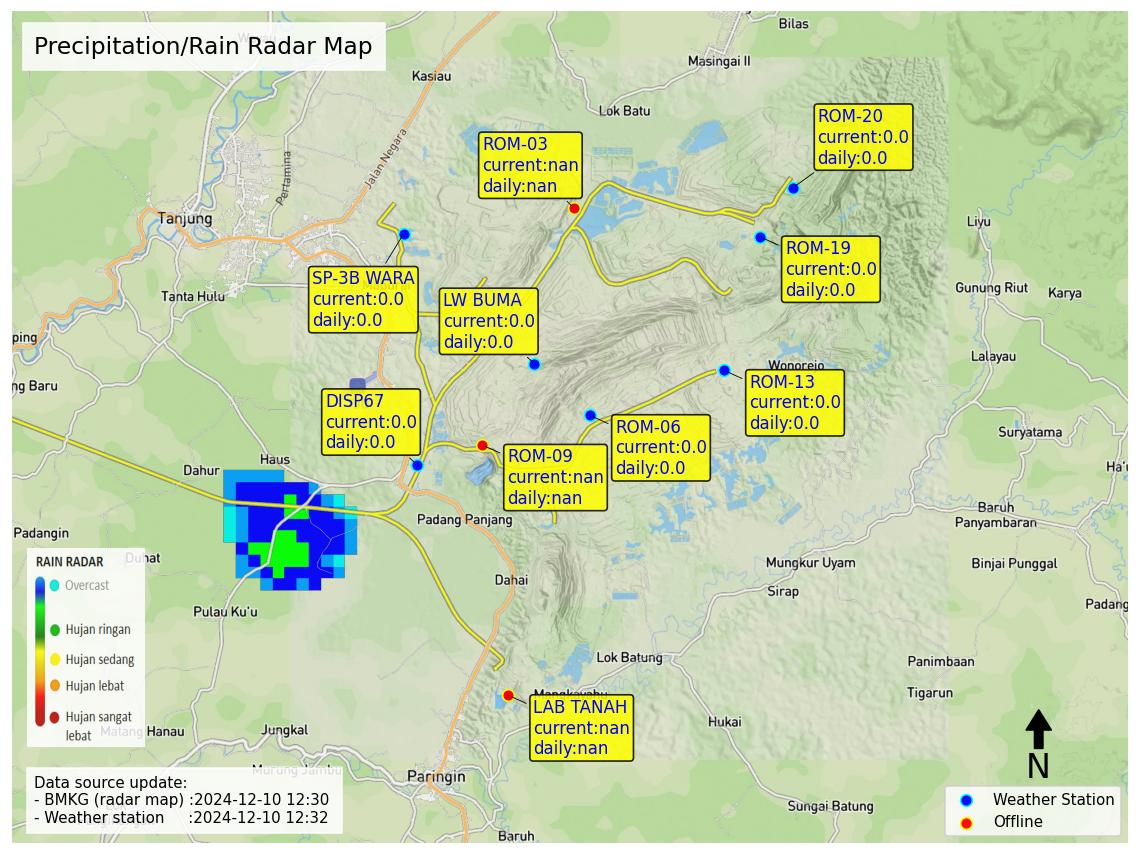 Precipitation/Rain Radar Map
Bilas
Masingai II
Kasiau
Lok Batu
ROM-20
current:0.0
daily:0.0
ROM-03
current:nan
daily:nan
Jalan Negara
Pertamina
Tanjung
Liyu
ROM-19
current:0.0
daily:0.0
SP-3B WARA
current:0.0
daily:0.0
LW BUMA
current:0.0
daily:0.0
Tanta Hulu
Gunung Riut
Karya
ping
Lalayau
Wonorejo
ng Baru
ROM-13
current:0.0
daily:0.0
DISP67
current:0.0
daily:0.0
ROM-06
current:0.0
daily:0.0
Suryatama
ROM-09
current:nan
daily:nan
Haus
Dahur
Ha'u
Baruh
Panyambaran
Padang Panjang
Padangin
Duhat
Mungkur Uyam
Binjai Punggal
Dahai
Sirap
Padang
Pulau Ku'u
RAIN RADAR
Overcast
Hujan ringan
Hujan sedang
Hujan lebat
Hujan sangat
lebat
Lok Batung
Panimbaan
Tigarun
Mangkayahu
LAB TANAH
current:nan
daily:nan
Hukai
Matang Hanau
Jungkal
Murung Jambu
Paringin
N
Data source update:
- BMKG (radar map) :2024-12-10 12:30
- Weather station :2024-12-10 12:32
Sungai Batung
Baruh
Weather Station
Offline